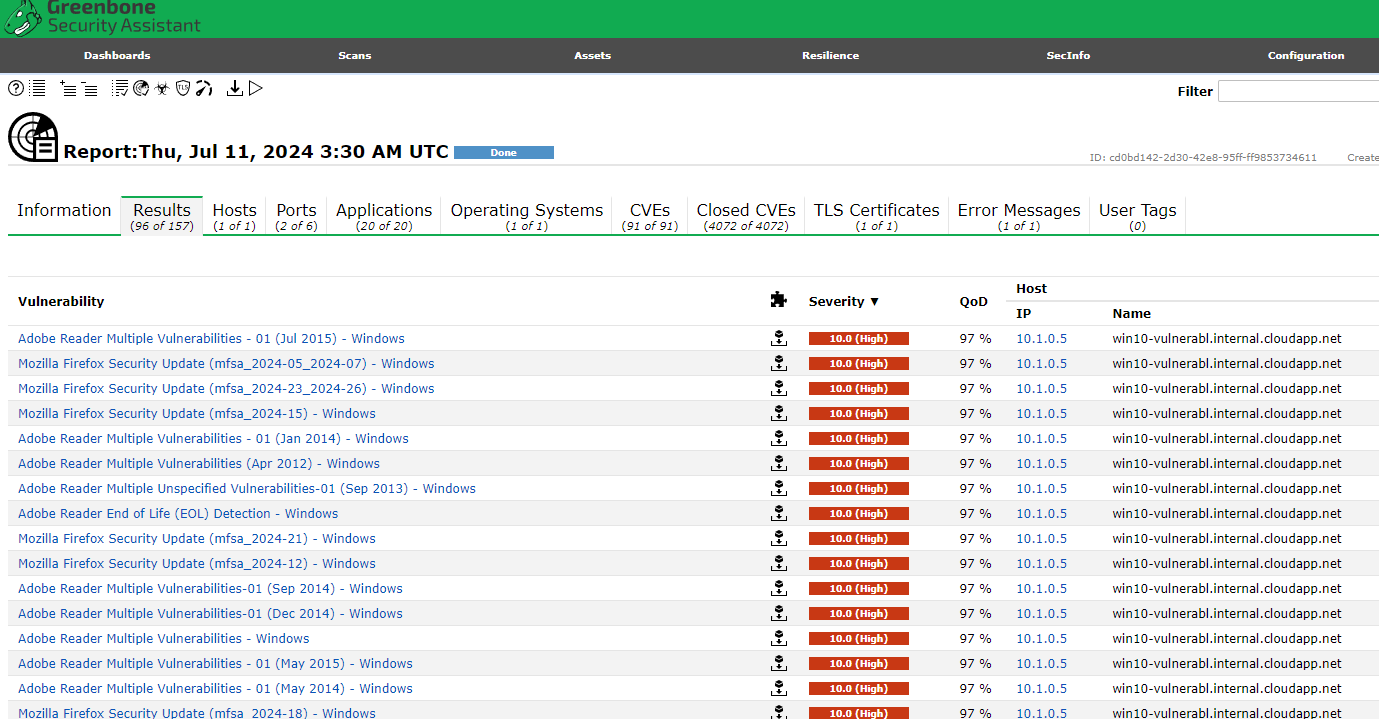 Greenbone
Security Assistant
Dashboards Scans Assets Resilience SecInfo Configuration
Filter
Report:Thu, Jul 11, 2024 3:30 AM UTC Done
ID: cd0bd142-2d30-42e8-95ff-ff9853734611 Create
Information Results Hosts Ports Applications Operating Systems CVEs Closed CVEs TLS Certificates Error Messages User Tags
(96 of 157) (1 of 1) (2 of 6) (20 of 20) (1 of 1) (91 of 91) (4072 of 4072) (1 of 1) (1 of 1) (0)
Host
Vulnerability Severity ▼ QoD
IP Name
Adobe Reader Multiple Vulnerabilities - 01 (Jul 2015) - Windows 10.0 (High) 97 % 10.1.0.5 win10-vulnerabl.internal.cloudapp.net
Mozilla Firefox Security Update (mfsa_2024-05_2024-07) - Windows 10.0 (High) 97 % 10.1.0.5 win10-vulnerabl.internal.cloudapp.net
Mozilla Firefox Security Update (mfsa_2024-23_2024-26) - Windows 10.0 (High) 97 % 10.1.0.5 win10-vulnerabl.internal.cloudapp.net
Mozilla Firefox Security Update (mfsa_2024-15) - Windows 10.0 (High) 97 % 10.1.0.5 win10-vulnerabl.internal.cloudapp.net
Adobe Reader Multiple Vulnerabilities - 01 (Jan 2014) - Windows 10.0 (High) 97 % 10.1.0.5 win10-vulnerabl.internal.cloudapp.net
Adobe Reader Multiple Vulnerabilities (Apr 2012) - Windows 10.0 (High) 97 % 10.1.0.5 win10-vulnerabl.internal.cloudapp.net
Adobe Reader Multiple Unspecified Vulnerabilities-01 (Sep 2013) - Windows 10.0 (High) 97 % 10.1.0.5 win10-vulnerabl.internal.cloudapp.net
Adobe Reader End of Life (EOL) Detection - Windows 10.0 (High) 97 % 10.1.0.5 win10-vulnerabl.internal.cloudapp.net
Mozilla Firefox Security Update (mfsa_2024-21) - Windows 10.0 (High) 97 % 10.1.0.5 win10-vulnerabl.internal.cloudapp.net
Mozilla Firefox Security Update (mfsa_2024-12) - Windows 10.0 (High) 97 % 10.1.0.5 win10-vulnerabl.internal.cloudapp.net
Adobe Reader Multiple Vulnerabilities-01 (Sep 2014) - Windows 10.0 (High) 97 % 10.1.0.5 win10-vulnerabl.internal.cloudapp.net
Adobe Reader Multiple Vulnerabilities-01 (Dec 2014) - Windows 10.0 (High) 97 % 10.1.0.5 win10-vulnerabl.internal.cloudapp.net
Adobe Reader Multiple Vulnerabilities - Windows 10.0 (High) 97 % 10.1.0.5 win10-vulnerabl.internal.cloudapp.net
Adobe Reader Multiple Vulnerabilities - 01 (May 2015) - Windows 10.0 (High) 97 % 10.1.0.5 win10-vulnerabl.internal.cloudapp.net
Adobe Reader Multiple Vulnerabilities - 01 (May 2014) - Windows 10.0 (High) 97 % 10.1.0.5 win10-vulnerabl.internal.cloudapp.net
Mozilla Firefox Security Update (mfsa_2024-18) - Windows 10.0 (High) 97 % 10.1.0.5 win10-vulnerabl.internal.cloudapp.net